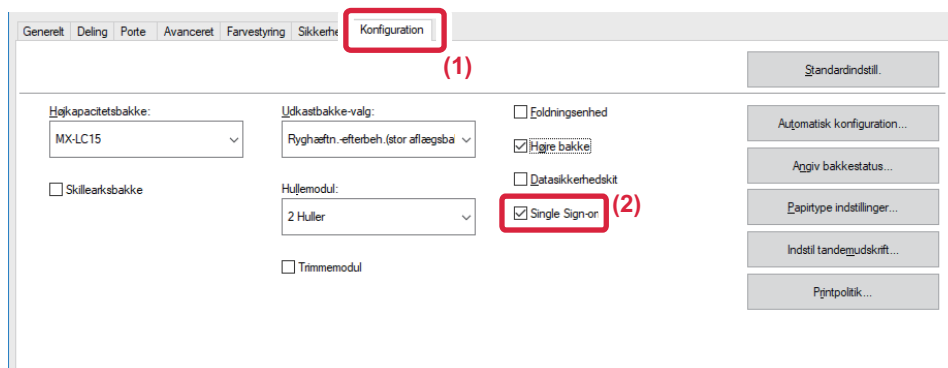 Generelt Deling Porte Avanceret Farvestyring Sikkerhe Konfiguration
(1)
Standardindstill.
Højkapacitetsbakke:
MX-LC15
Skillearksbakke
Udkastbakke-valg:
Ryghæftn.-efterbeh.(stor aflægsbal
Hullemodul:
2 Huller
Trimmemodul
Foldningsenhed
Højre bakke
Datasikkerhedskit
Single Sign-on
(2)
Automatisk konfiguration...
Angiv bakkestatus...
Papirtype indstillinger...
Indstil tandemudskrift...
Printpolitik...